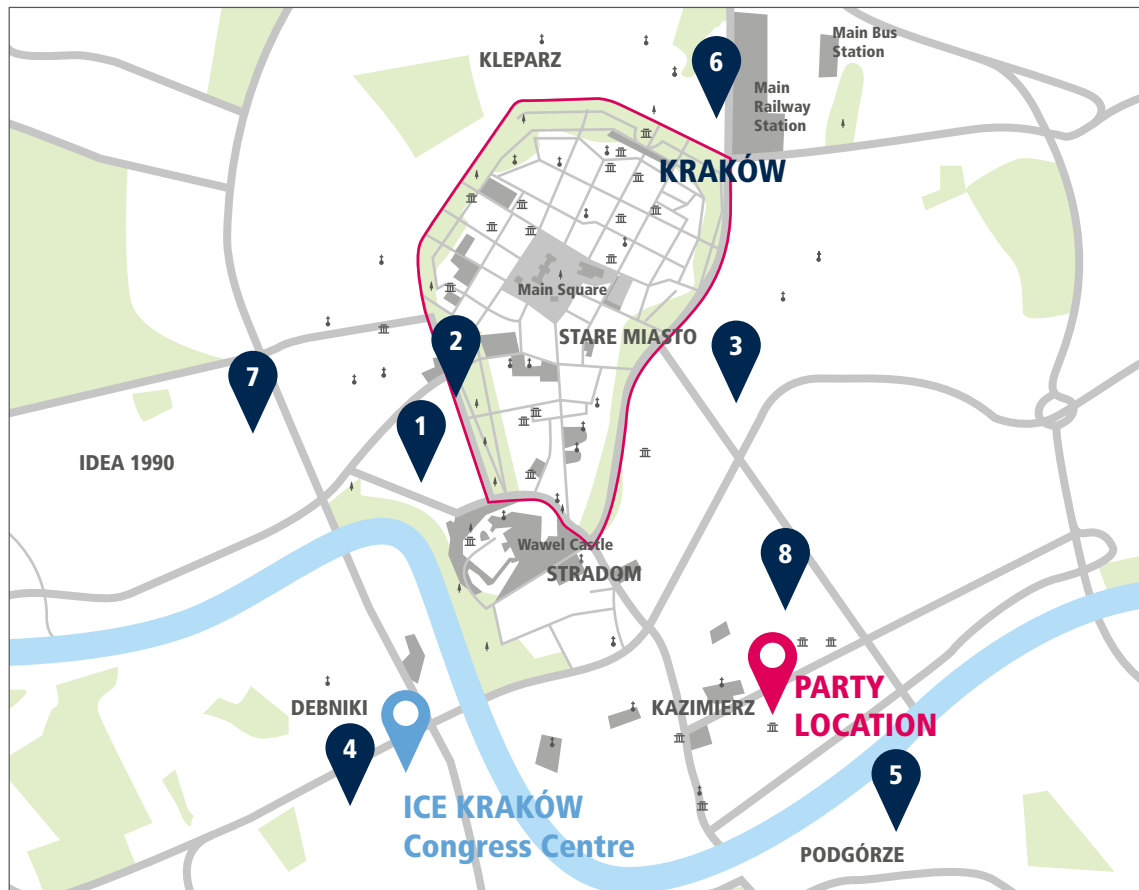 KLEPARZ
6
Main Bus
Station
Main
Railway
Station
KRAKÓW
Main Square
STARE MIASTO
2
3
7
1
IDEA 1990
Wawel Castle
STRADOM
8
PARTY
LOCATION
DEBNIKI
KAZIMIERZ
4
5
ICE KRAKÓW
Congress Centre
PODGÓRZE